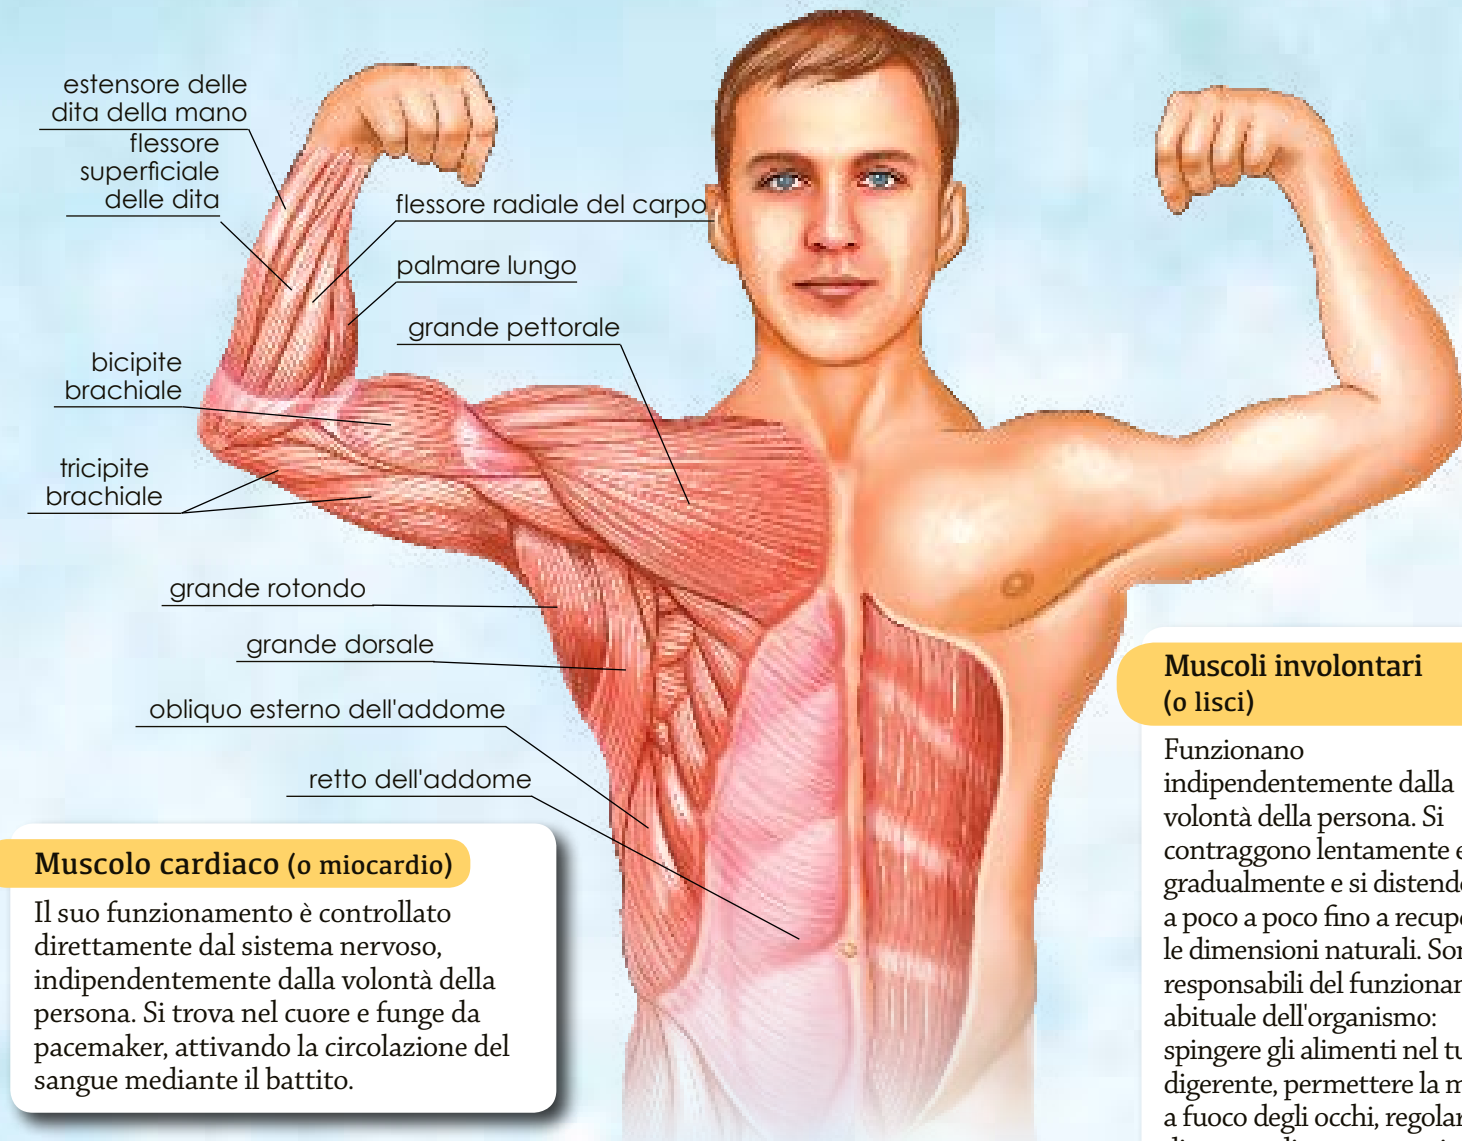 estensore delle
dita della mano
flessore
superficiale
delle dita
flessore radiale del carpo
palmare lungo
grande pettorale
bicipite
brachiale
tricipite
brachiale
grande rotondo
grande dorsale
obliquo esterno dell'addome
retto dell'addome
Muscolo cardiaco (o miocardio)
Il suo funzionamento è controllato
direttamente dal sistema nervoso,
indipendentemente dalla volontà della
persona. Si trova nel cuore e funge da
pacemaker, attivando la circolazione del
sangue mediante il battito.
Muscoli involontari
(o lisci)
Funzionano
indipendentemente dalla
volontà della persona. Si
contraggono lentamente e
gradualmente e si
a poco a poco fino a
le dimensioni naturali.
responsabili del
abituale dell'organismo:
spingere gli alimenti nel
digerente, permettere la
a fuoco degli occhi,